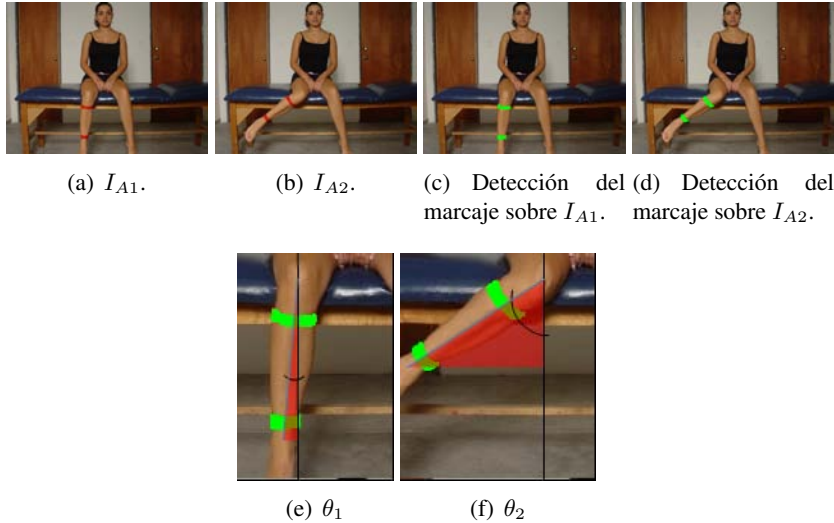 (a) I_{A1}.
(b) I_{A2}.
(c) Detección del marcaje sobre I_{A1}.
(d) Detección del marcaje sobre I_{A2}.
(e) θ_1
(f) θ_2